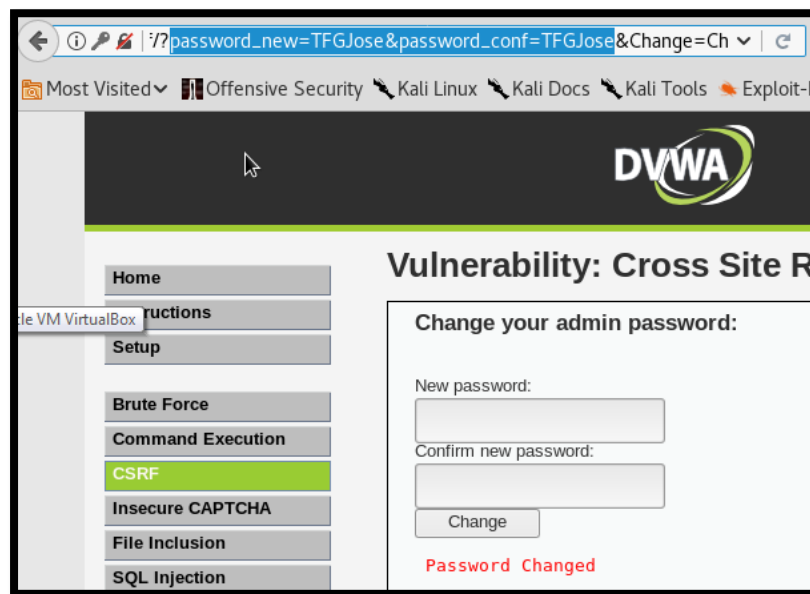 /?password_new=TFGJose&password_conf=TFGJose&Change=Ch
Most Visited Offensive Security Kali Linux Kali Docs Kali Tools Exploit-
DVWA
Vulnerability: Cross Site R
Home
Instructions
cle VM VirtualBox
Setup
Brute Force
Command Execution
CSRF
Insecure CAPTCHA
File Inclusion
SQL Injection
Change your admin password:
New password:
Confirm new password:
Change
Password Changed